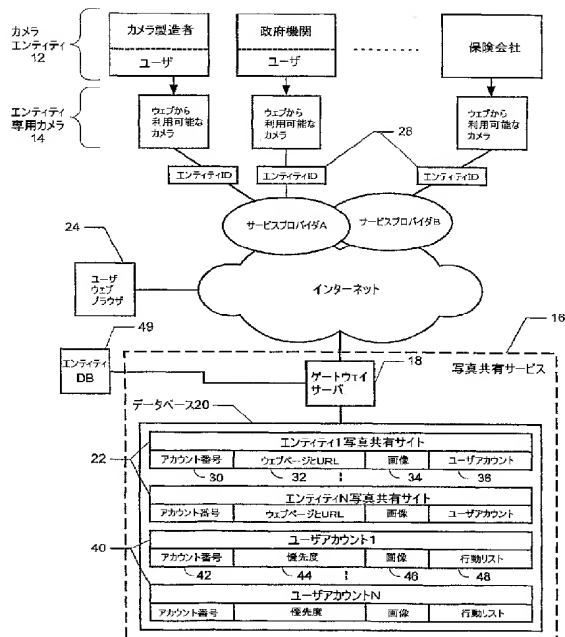 カメラ
エンティティ
12
カメラ製造者
ユーザ
政府機関
ユーザ
保険会社
エンティティ
専用カメラ
14
ウェブから
利用可能な
カメラ
ウェブから
利用可能な
カメラ
ウェブから
利用可能な
カメラ
28
エンティティID
エンティティID
エンティティID
サービスプロバイダA
サービスプロバイダB
24
ユーザ
ウェブ
ブラウザ
インターネット
49
エンティティ
DB
16
18
ゲートウェイ
サーバ
写真共有サービス
データベース20
22
エンティティ1写真共有サイト
アカウント番号 ウェブページとURL 画像 ユーザアカウント
30 32 34 36
エンティティN写真共有サイト
アカウント番号 ウェブページとURL 画像 ユーザアカウント
40
ユーザアカウント1
アカウント番号 優先度 画像 行動リスト
42 44 46 48
ユーザアカウントN
アカウント番号 優先度 画像 行動リスト